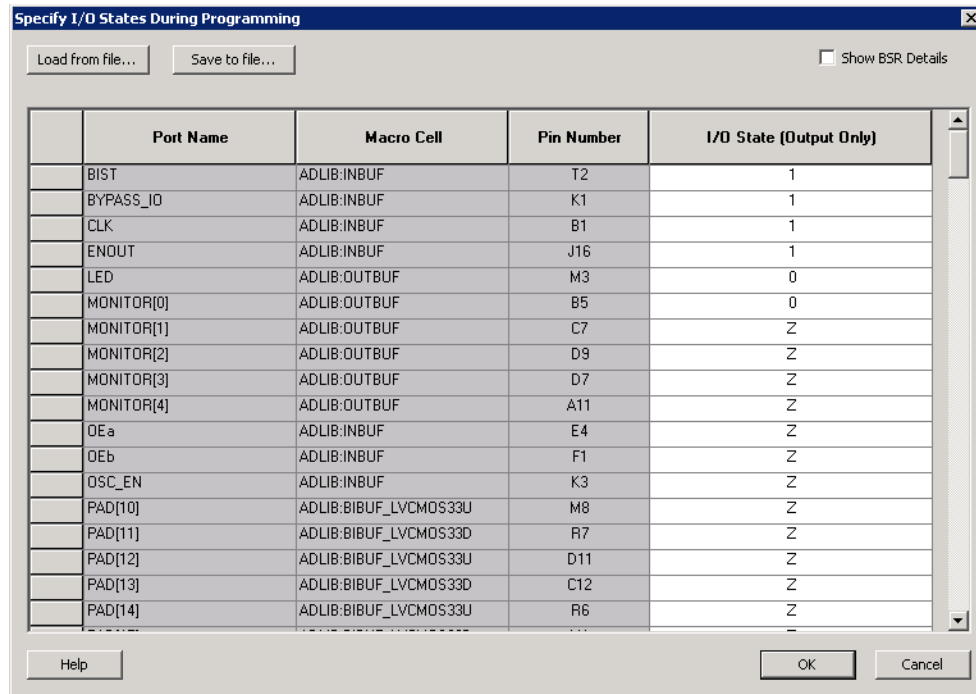 Specify I/O States During Programming
Load from file... Save to file... Show BSR Details
Port Name Macro Cell Pin Number I/O State (Output Only)
BIST ADLIB:INBUF T2 1
BYPASS_IO ADLIB:INBUF K1 1
CLK ADLIB:INBUF B1 1
ENOUT ADLIB:INBUF J16 1
LED ADLIB:OUTBUF M3 0
MONITOR[0] ADLIB:OUTBUF B5 0
MONITOR[1] ADLIB:OUTBUF C7 Z
MONITOR[2] ADLIB:OUTBUF D9 Z
MONITOR[3] ADLIB:OUTBUF D7 Z
MONITOR[4] ADLIB:OUTBUF A11 Z
OEa ADLIB:INBUF E4 Z
OEb ADLIB:INBUF F1 Z
OSC_EN ADLIB:INBUF K3 Z
PAD[10] ADLIB:BIBUF_LVCMOS33U M8 Z
PAD[11] ADLIB:BIBUF_LVCMOS33D R7 Z
PAD[12] ADLIB:BIBUF_LVCMOS33U D11 Z
PAD[13] ADLIB:BIBUF_LVCMOS33D C12 Z
PAD[14] ADLIB:BIBUF_LVCMOS33U R6 Z
Help OK Cancel